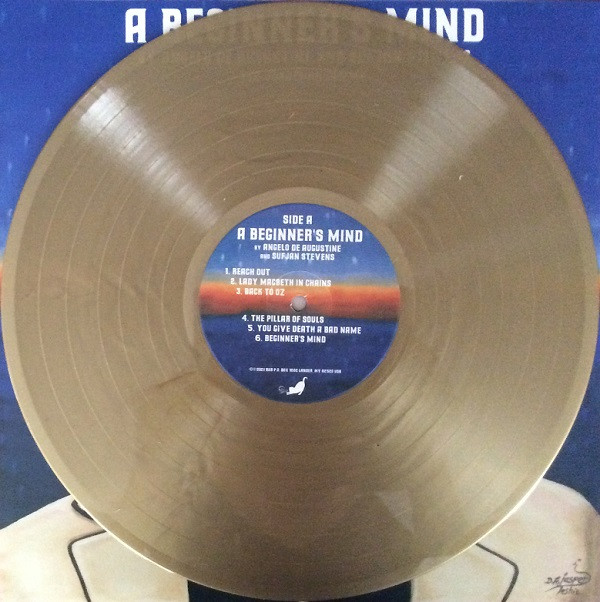 A BEGINNER'S MIND
SIDE A
A BEGINNER'S MIND
BY ANGELO DE AUGUSTINE
AND SUFJAN STEVENS
1. REACH OUT
2. LADY MACBETH IN CHAINS
3. BACK TO OZ
4. THE PILLAR OF SOULS
5. YOU GIVE DEATH A BAD NAME
6. BEGINNER'S MIND